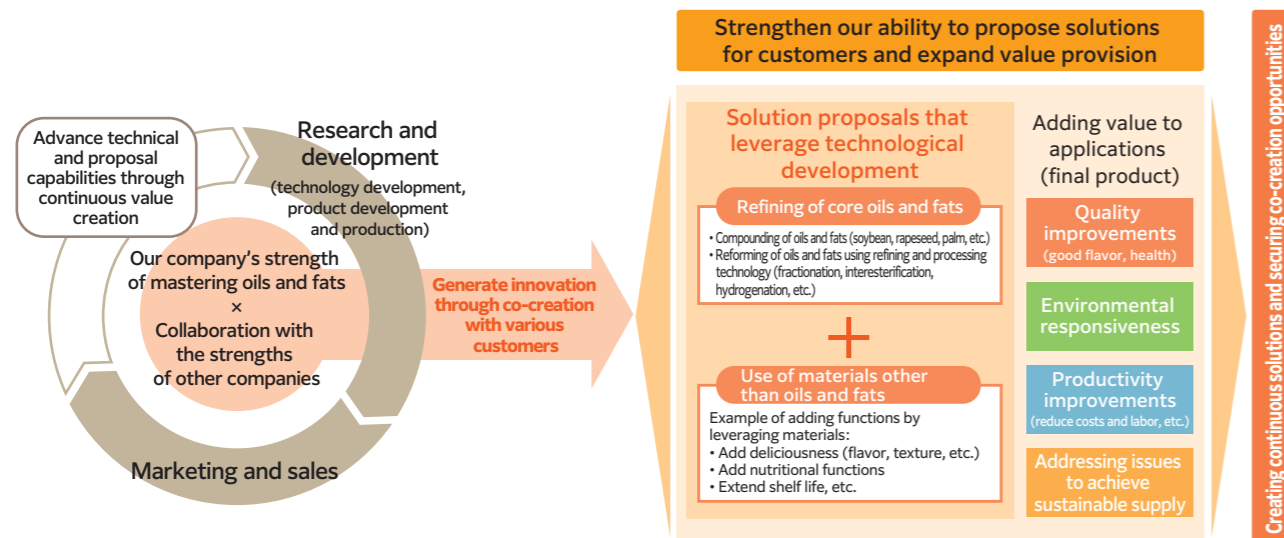 Advance technical
and proposal
capabilities through
continuous value
creation
Research and
development
(technology development,
product development
and production)
Our company's strength
of mastering oils and fats
×
Collaboration with
the strengths
of other companies
Marketing and sales
Generate innovation
through co-creation
with various
customers
Strengthen our ability to propose solutions
for customers and expand value provision
Solution proposals that
leverage technological
development
Refining of core oils and fats
• Compounding of oils and fats (soybean, rapeseed, palm, etc.)
• Reforming of oils and fats using refining and processing
technology (fractionation, interesterification,
hydrogenation, etc.)
+
Use of materials other
than oils and fats
Example of adding functions by
leveraging materials:
• Add deliciousness (flavor, texture, etc.)
• Add nutritional functions
• Extend shelf life, etc.
Adding value to
applications
(final product)
Quality
improvements
(good flavor, health)
Environmental
responsiveness
Productivity
improvements
(reduce costs and labor, etc.)
Addressing issues
to achieve
sustainable supply
Creating continuous solutions and securing co-creation opportunities